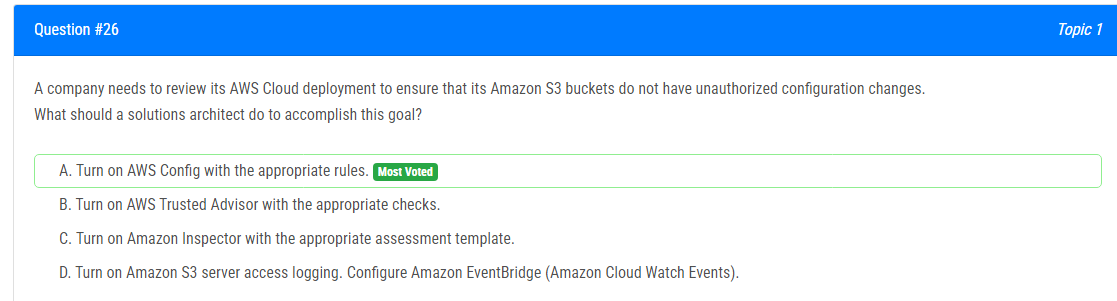 Question #26
Topic 1
A company needs to review its AWS Cloud deployment to ensure that its Amazon S3 buckets do not have unauthorized configuration changes.
What should a solutions architect do to accomplish this goal?
A. Turn on AWS Config with the appropriate rules. Most Voted
B. Turn on AWS Trusted Advisor with the appropriate checks.
C. Turn on Amazon Inspector with the appropriate assessment template.
D. Turn on Amazon S3 server access logging. Configure Amazon EventBridge (Amazon Cloud Watch Events).